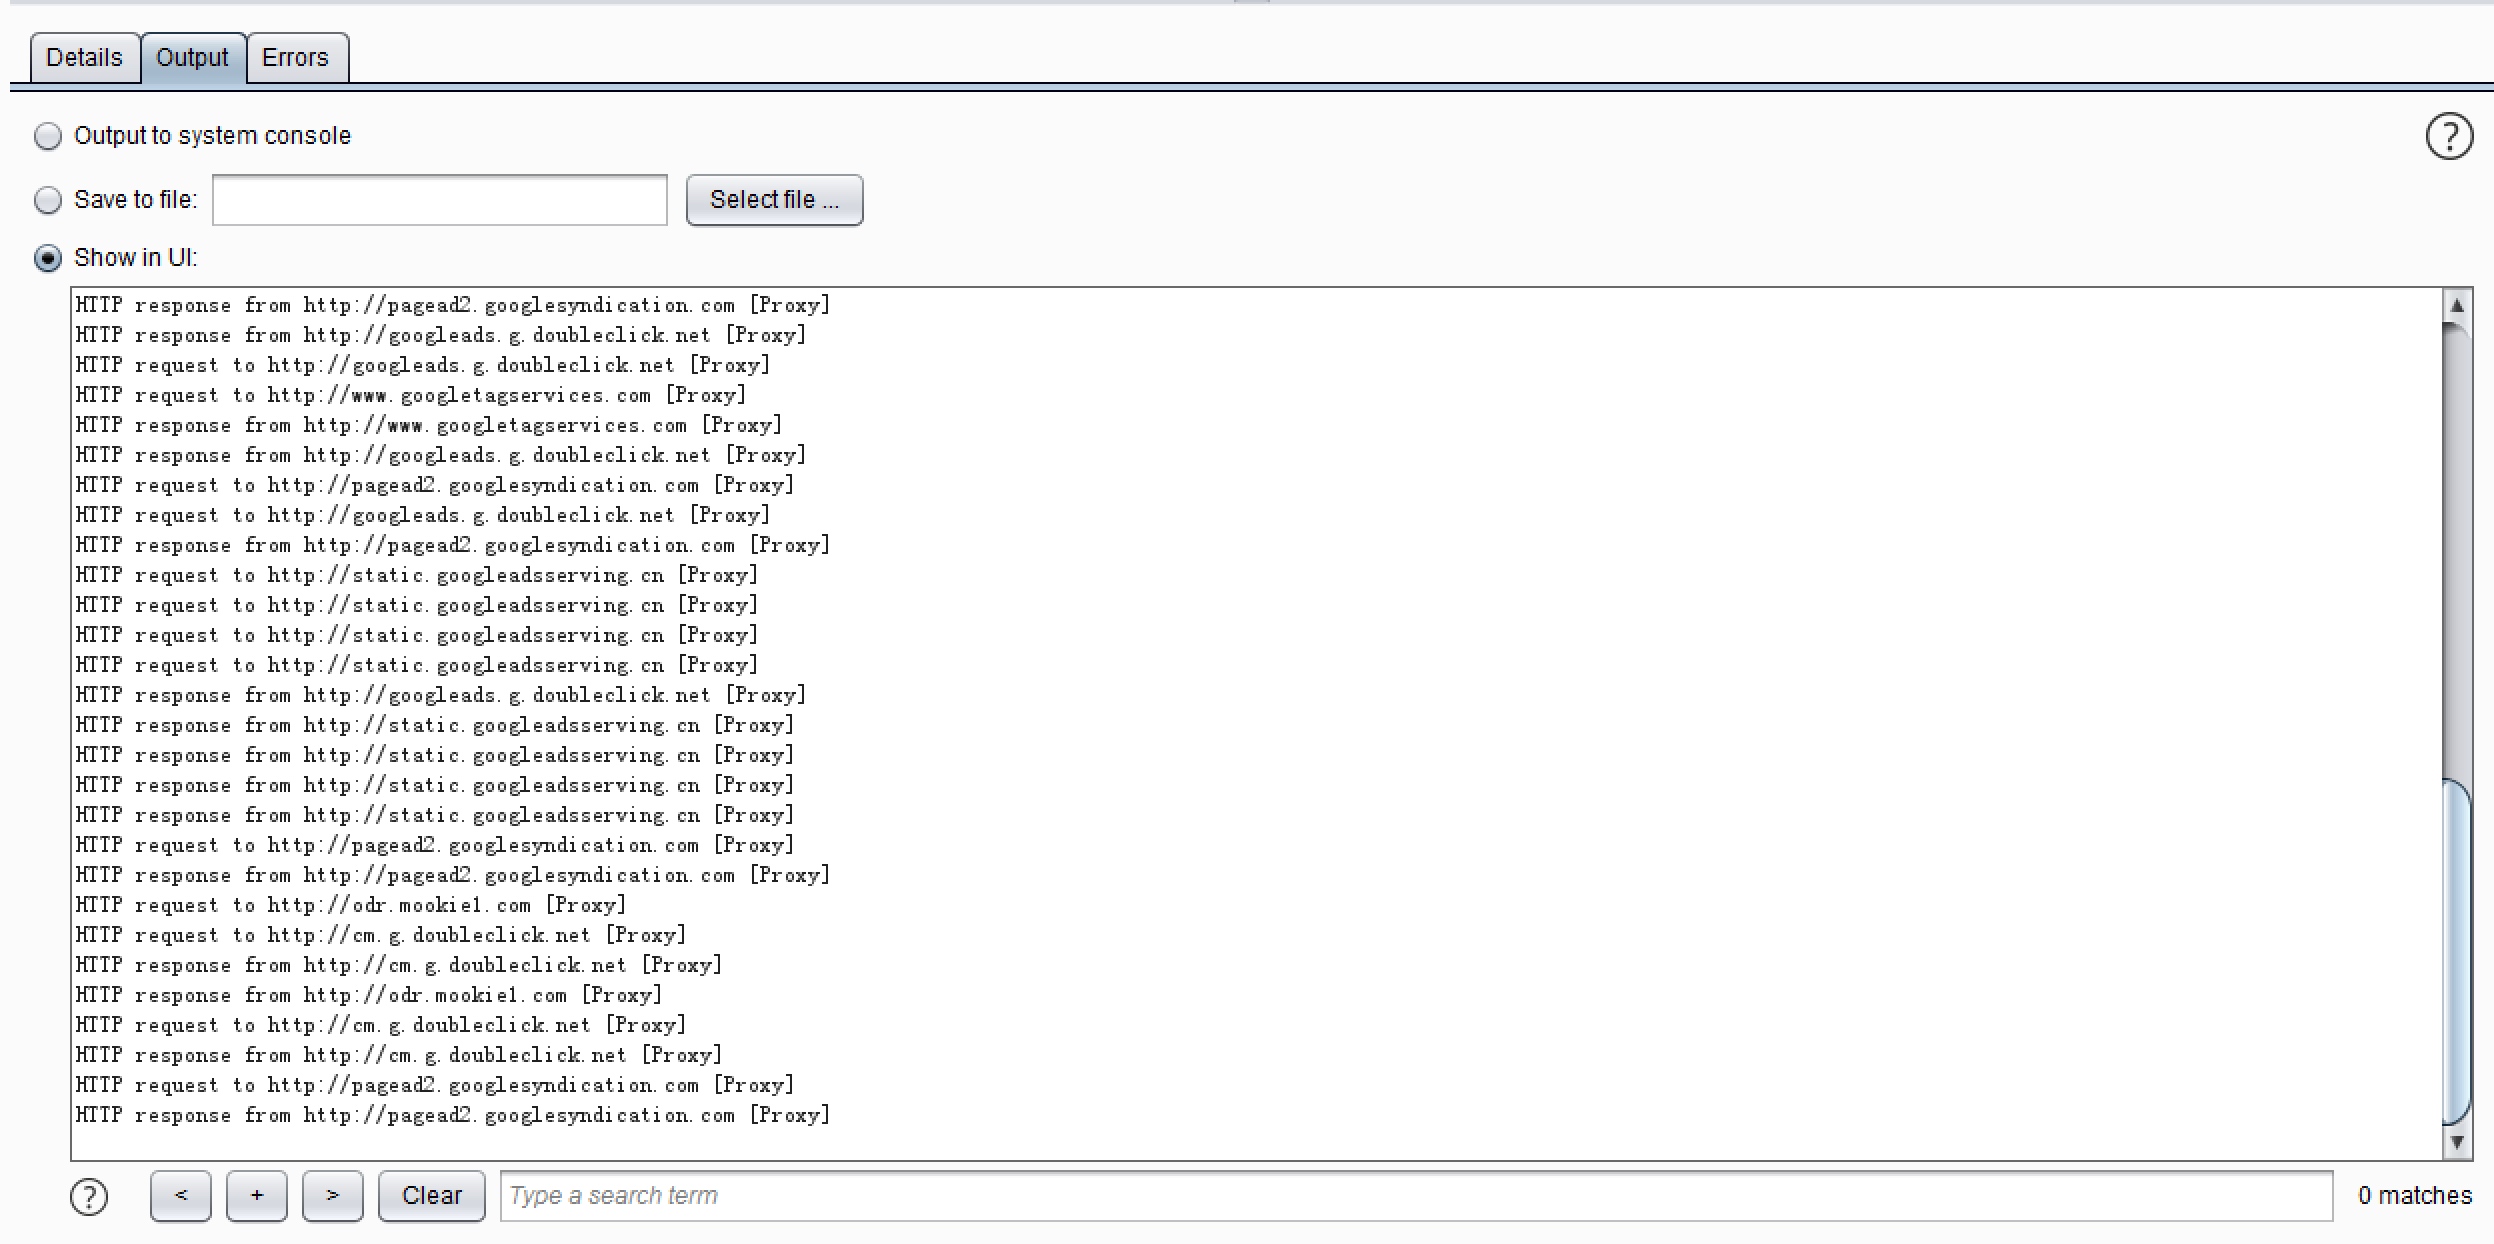 Details Output Errors
Output to system console ?
Save to file: Select file ...
Show in UI:
HTTP response from http://pagead2.googlesyndication.com [Proxy]
HTTP response from http://googleads.g.doubleclick.net [Proxy]
HTTP request to http://googleads.g.doubleclick.net [Proxy]
HTTP request to http://www.googletagservices.com [Proxy]
HTTP response from http://www.googletagservices.com [Proxy]
HTTP response from http://googleads.g.doubleclick.net [Proxy]
HTTP request to http://pagead2.googlesyndication.com [Proxy]
HTTP request to http://googleads.g.doubleclick.net [Proxy]
HTTP response from http://pagead2.googlesyndication.com [Proxy]
HTTP request to http://static.googleadsserving.cn [Proxy]
HTTP request to http://static.googleadsserving.cn [Proxy]
HTTP request to http://static.googleadsserving.cn [Proxy]
HTTP request to http://static.googleadsserving.cn [Proxy]
HTTP response from http://googleads.g.doubleclick.net [Proxy]
HTTP response from http://static.googleadsserving.cn [Proxy]
HTTP response from http://static.googleadsserving.cn [Proxy]
HTTP response from http://static.googleadsserving.cn [Proxy]
HTTP response from http://static.googleadsserving.cn [Proxy]
HTTP request to http://pagead2.googlesyndication.com [Proxy]
HTTP response from http://pagead2.googlesyndication.com [Proxy]
HTTP request to http://odr.mookie1.com [Proxy]
HTTP request to http://cm.g.doubleclick.net [Proxy]
HTTP response from http://cm.g.doubleclick.net [Proxy]
HTTP response from http://odr.mookie1.com [Proxy]
HTTP request to http://cm.g.doubleclick.net [Proxy]
HTTP response from http://cm.g.doubleclick.net [Proxy]
HTTP request to http://pagead2.googlesyndication.com [Proxy]
HTTP response from http://pagead2.googlesyndication.com [Proxy]
? < + > Clear Type a search term 0 matches